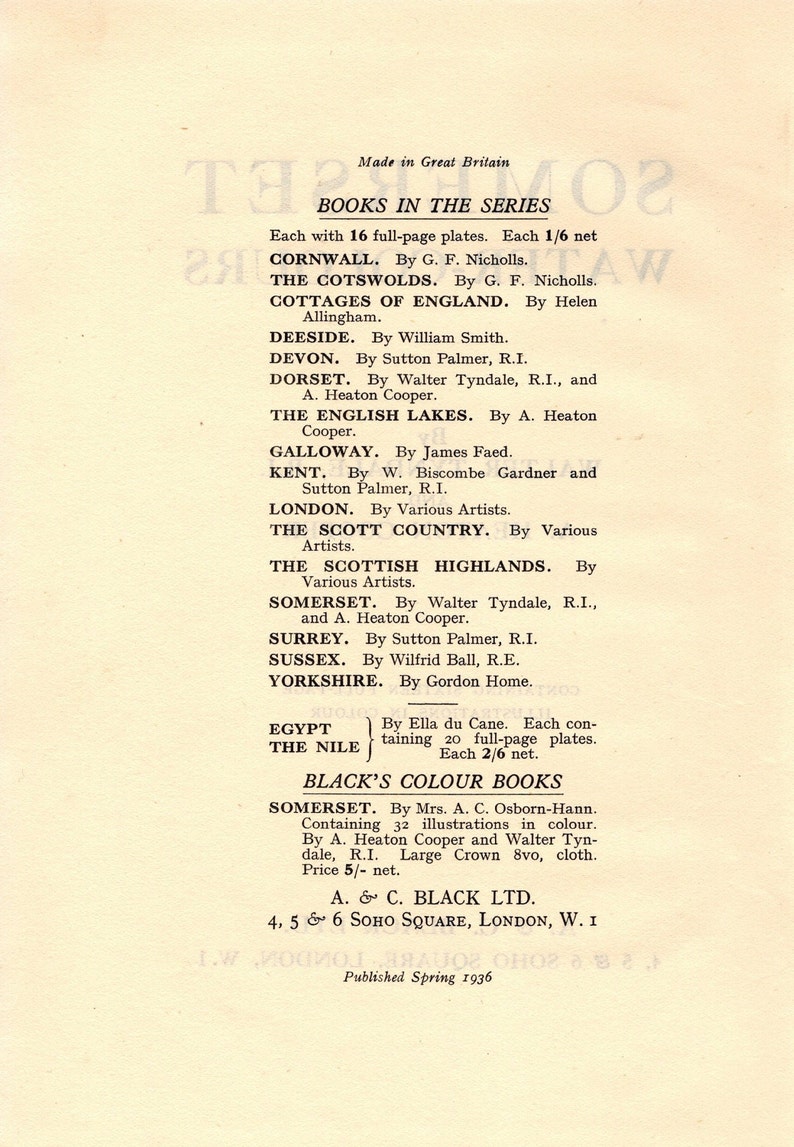 Made in Great Britain
BOOKS IN THE SERIES
Each with 16 full-page plates. Each 1/6 net
CORNWALL. By G. F. Nicholls.
THE COTSWOLDS. By G. F. Nicholls.
COTTAGES OF ENGLAND. By Helen
Allingham.
DEESIDE. By William Smith.
DEVON. By Sutton Palmer, R.I.
DORSET. By Walter Tyndale, R.I., and
A. Heaton Cooper.
THE ENGLISH LAKES. By A. Heaton
Cooper.
GALLOWAY. By James Faed.
KENT. By W. Biscombe Gardner and
Sutton Palmer, R.I.
LONDON. By Various Artists.
THE SCOTT COUNTRY. By Various
Artists.
THE SCOTTISH HIGHLANDS. By
Various Artists.
SOMERSET. By Walter Tyndale, R.I.,
and A. Heaton Cooper.
SURREY. By Sutton Palmer, R.I.
SUSSEX. By Wilfrid Ball, R.E.
YORKSHIRE. By Gordon Home.
EGYPT
THE NILE
By Ella du Cane. Each con-
taining 20 full-page plates.
Each 2/6 net.
BLACK'S COLOUR BOOKS
SOMERSET. By Mrs. A. C. Osborn-Hann.
Containing 32 illustrations in colour.
By A. Heaton Cooper and Walter Tyn-
dale, R.I. Large Crown 8vo, cloth.
Price 5/- net.
A. & C. BLACK LTD.
4, 5 & 6 SOHO SQUARE, LONDON, W. 1
Published Spring 1936